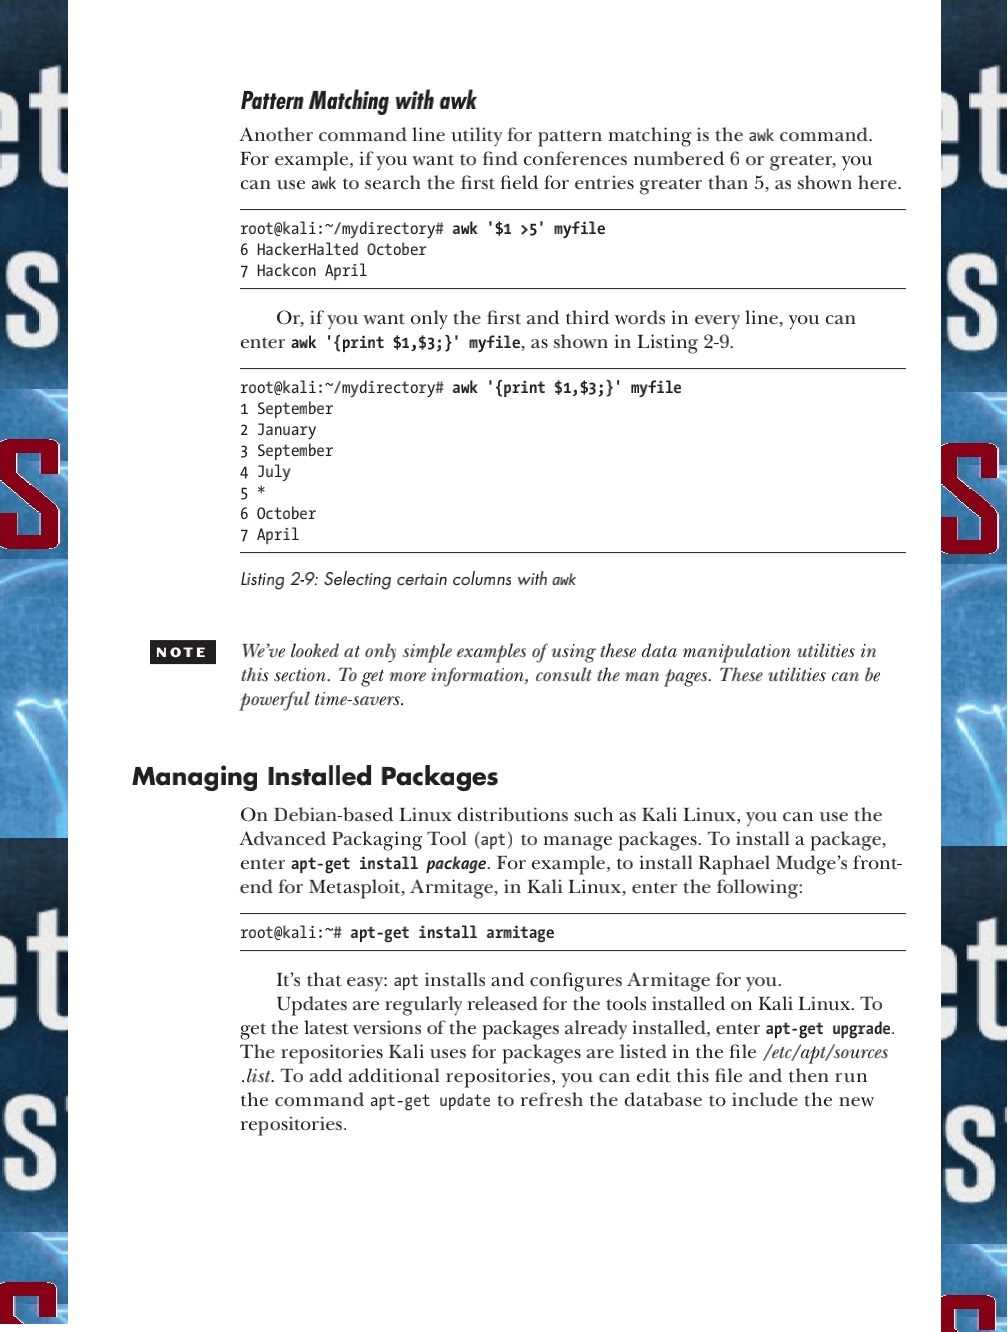 Pattern Matching with awk
Another command line utility for pattern matching is the awk command.
For example, if you want to find conferences numbered 6 or greater, you
can use awk to search the first field for entries greater than 5, as shown here.
root@kali:~/mydirectory# awk '$1 >5' myfile
6 HackerHalted October
7 Hackcon April
Or, if you want only the first and third words in every line, you can
enter awk '{print $1,$3;}' myfile, as shown in Listing 2-9.
root@kali:~/mydirectory# awk '{print $1,$3;}' myfile
1 September
2 January
3 September
4 July
5 *
6 October
7 April
Listing 2-9: Selecting certain columns with awk
NOTE We've looked at only simple examples of using these data manipulation utilities in
this section. To get more information, consult the man pages. These utilities can be
powerful time-savers.
Managing Installed Packages
On Debian-based Linux distributions such as Kali Linux, you can use the
Advanced Packaging Tool (apt) to manage packages. To install a package,
enter apt-get install package. For example, to install Raphael Mudge's front-
end for Metasploit, Armitage, in Kali Linux, enter the following:
root@kali:~# apt-get install armitage
It's that easy: apt installs and configures Armitage for you.
Updates are regularly released for the tools installed on Kali Linux. To
get the latest versions of the packages already installed, enter apt-get upgrade.
The repositories Kali uses for packages are listed in the file /etc/apt/sources
.list. To add additional repositories, you can edit this file and then run
the command apt-get update to refresh the database to include the new
repositories.